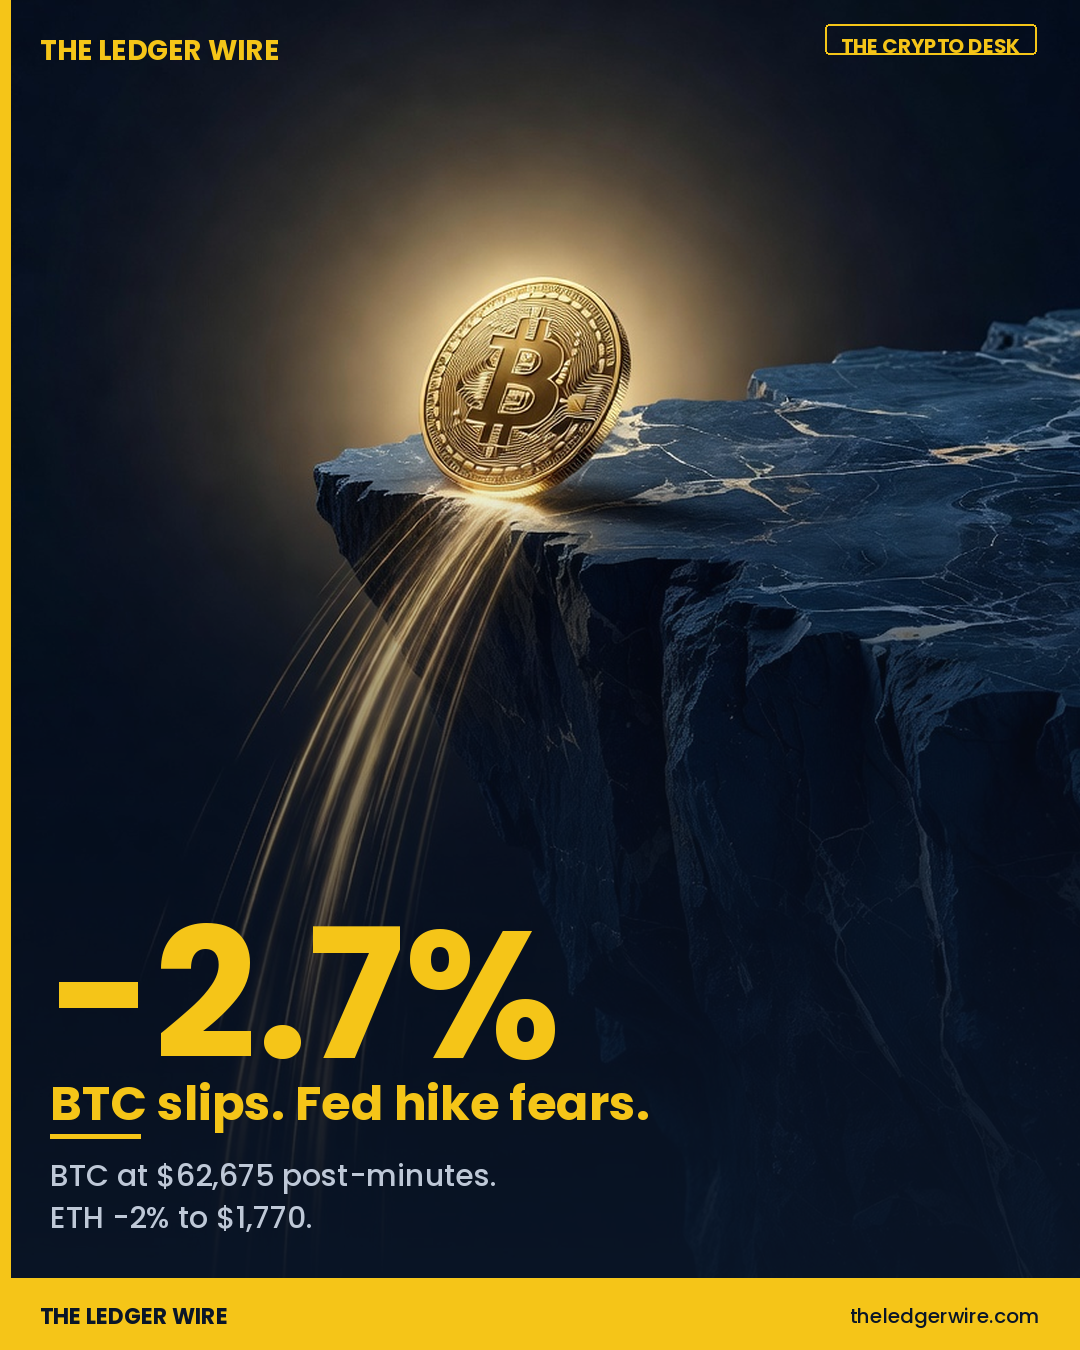 THE LEDGER WIRE
THE CRYPTO DESK
-2.7%
BTC slips. Fed hike fears.
BTC at $62,675 post-minutes.
ETH -2% to $1,770.
THE LEDGER WIRE
theledgerwire.com